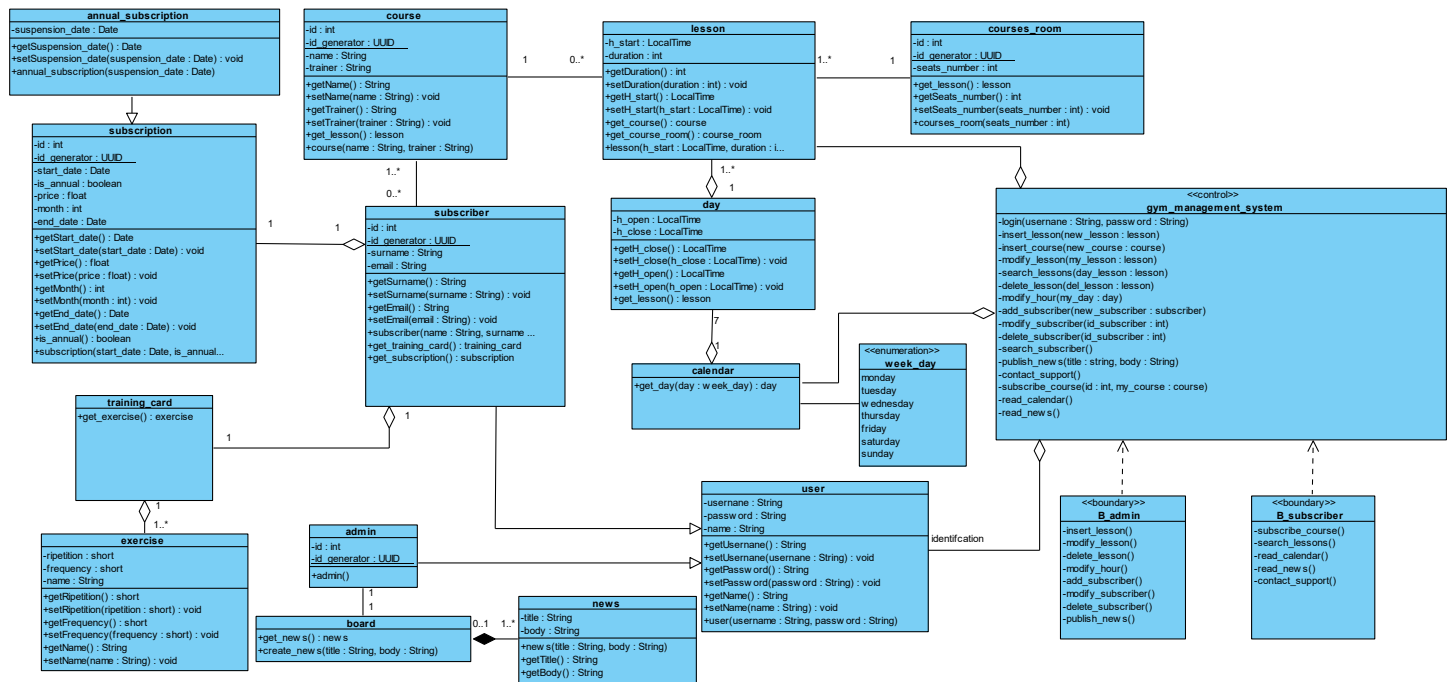 annual_subscription
-suspension_date : Date
+getSuspension_date() : Date
+setSuspension_date(suspension_date : Date) : void
+annual_subscription(suspension_date : Date)
subscription
-id : int
-id_generator : UUID
-start_date : Date
-is_annual : boolean
-price : float
-month : int
-end_date : Date
+getStart_date() : Date
+setStart_date(start_date : Date) : void
+getPrice() : float
+setPrice(price : float) : void
+getMonth() : int
+setMonth(month : int) : void
+getEnd_date() : Date
+setEnd_date(end_date : Date) : void
+is_annual() : boolean
+subscription(start_date : Date, is_annual...
course
-id : int
-id_generator : UUID
-name : String
-trainer : String
+getName() : String
+setName(name : String) : void
+getTrainer() : String
+setTrainer(trainer : String) : void
+get_lesson() : lesson
+course(name : String, trainer : String)
1
0..*
1..*
0..*
lesson
-h_start : LocalTime
-duration : int
+getDuration() : int
+setDuration(duration : int) : void
+getH_start() : LocalTime
+setH_start(h_start : LocalTime) : void
+get_course() : course
+get_course_room() : course_room
+lesson(h_start : LocalTime, duration : i...
1..*
1
courses_room
-id : int
-id_generator : UUID
-seats_number : int
+get_lesson() : lesson
+getSeats_number() : int
+setSeats_number(seats_number : int) : void
+courses_room(seats_number : int)
1..*
1
subscriber
-id : int
-id_generator : UUID
-surname : String
-email : String
+getSurname() : String
+setSurname(surname : String) : void
+getEmail() : String
+setEmail(email : String) : void
+subscriber(name : String, surname ...
+get_training_card() : training_card
+get_subscription() : subscription
1
1
day
-h_open : LocalTime
-h_close : LocalTime
+getH_close() : LocalTime
+setH_close(h_close : LocalTime) : void
+getH_open() : LocalTime
+setH_open(h_open : LocalTime) : void
+get_lesson() : lesson
7
1
calendar
+get_day(day : week_day) : day
<<enumeration>>
week_day
monday
tuesday
wednesday
thursday
friday
saturday
sunday
<<control>>
gym_management_system
-login(username : String, password : String)
-insert_lesson(new_lesson : lesson)
-insert_course(new_course : course)
-modify_lesson(my_lesson : lesson)
-search_lessons(day_lesson : lesson)
-delete_lesson(del_lesson : lesson)
-modify_hour(my_day : day)
-add_subscriber(new_subscriber : subscriber)
-modify_subscriber(id_subscriber : int)
-delete_subscriber(id_subscriber : int)
-search_subscriber()
-publish_news(title : string, body : String)
-contact_support()
-subscribe_course(id : int, my_course : course)
-read_calendar()
-read_news()
training_card
+get_exercise() : exercise
1
1
1
1..*
exercise
-ripetition : short
-frequency : short
-name : String
+getRipetition() : short
+setRipetition(ripetition : short) : void
+getFrequency() : short
+setFrequency(frequency : short) : void
+getName() : String
+setName(name : String) : void
admin
-id : int
-id_generator : UUID
+admin()
1
1
board
+get_news() : news
+create_news(title : String, body : String)
0..1
1..*
news
-title : String
-body : String
+news(title : String, body : String)
+getTitle() : String
+getBody() : String
user
-username : String
-password : String
-name : String
+getUsername() : String
+setUsername(username : String) : void
+getPassword() : String
+setPassword(password : String) : void
+getName() : String
+setName(name : String) : void
+user(username : String, password : String)
identifcation
<<boundary>>
B_admin
-insert_lesson()
-modify_lesson()
-delete_lesson()
-modify_hour()
-add_subscriber()
-modify_subscriber()
-delete_subscriber()
-publish_news()
<<boundary>>
B_subscriber
-subscribe_course()
-search_lessons()
-read_calendar()
-read_news()
-contact_support()